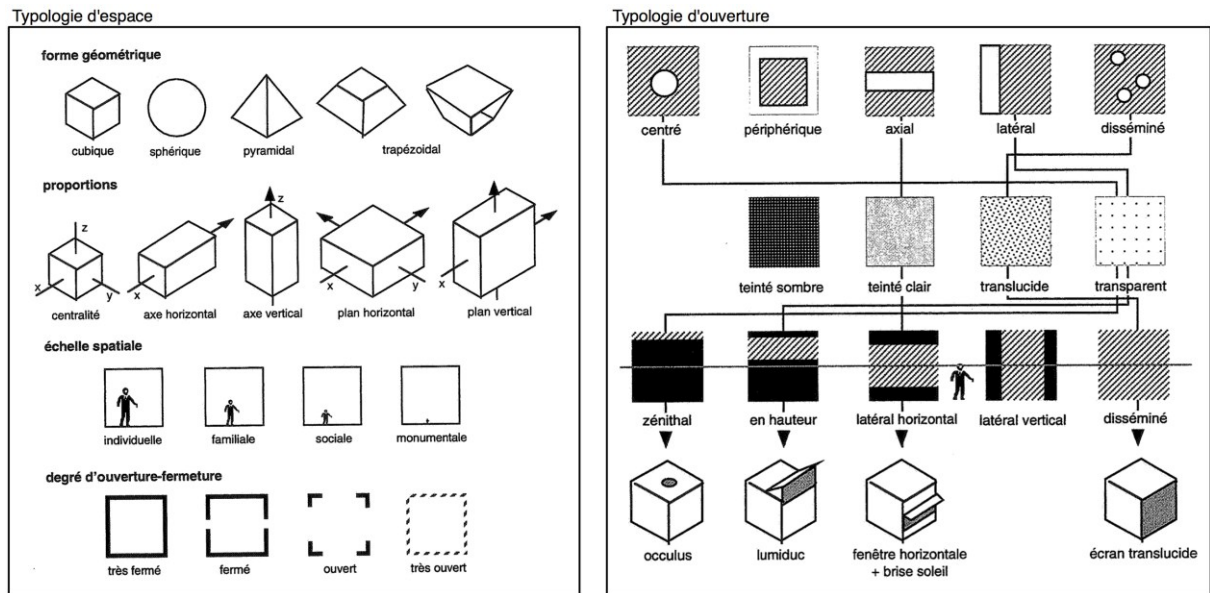 Typologie d'espace
forme géométrique
cubique
sphérique
pyramidal
trapézoidal
proportions
z
x
y
centralité
x
axe horizontal
z
axe vertical
x
y
plan horizontal
x
plan vertical
échelle spatiale
individuelle
familiale
sociale
monumentale
degré d'ouverture-fermeture
très fermé
fermé
ouvert
très ouvert
Typologie d'ouverture
centré
périphérique
axial
latéral
disséminé
teinté sombre
teinté clair
translucide
transparent
zénithal
en hauteur
latéral horizontal
latéral vertical
disséminé
occulus
lumiduc
fenêtre horizontale
+ brise soleil
écran translucide